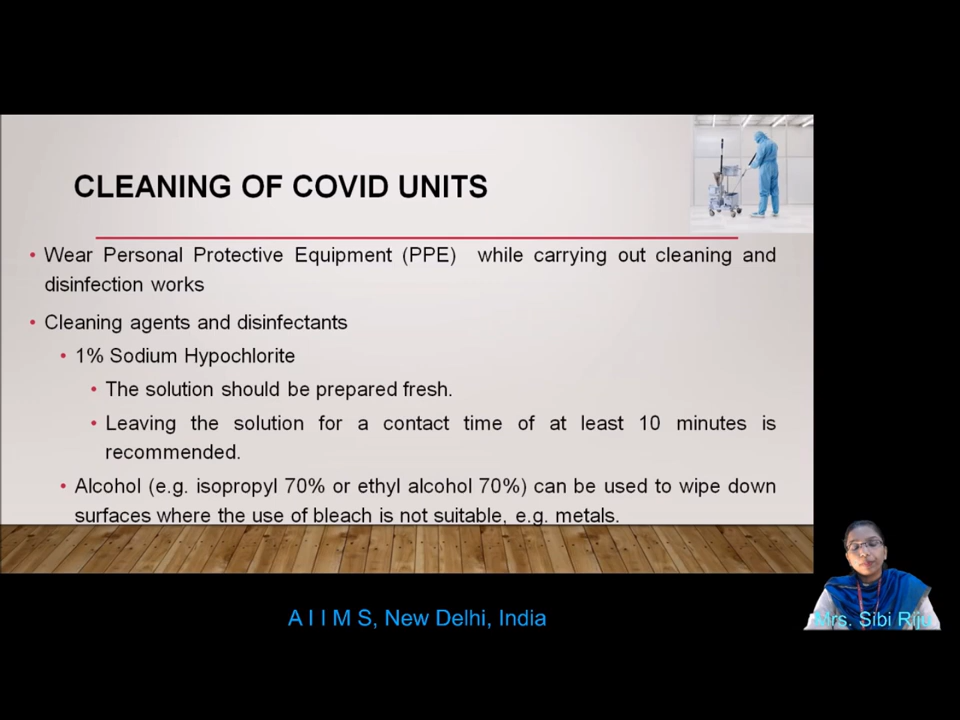 CLEANING OF COVID UNITS
• Wear Personal Protective Equipment (PPE) while carrying out cleaning and
disinfection works
• Cleaning agents and disinfectants
• 1% Sodium Hypochlorite
• The solution should be prepared fresh.
• Leaving the solution for a contact time of at least 10 minutes is
recommended.
• Alcohol (e.g. isopropyl 70% or ethyl alcohol 70%) can be used to wipe down
surfaces where the use of bleach is not suitable, e.g. metals.
A I I M S, New Delhi, India
Mrs. Sibi Riju